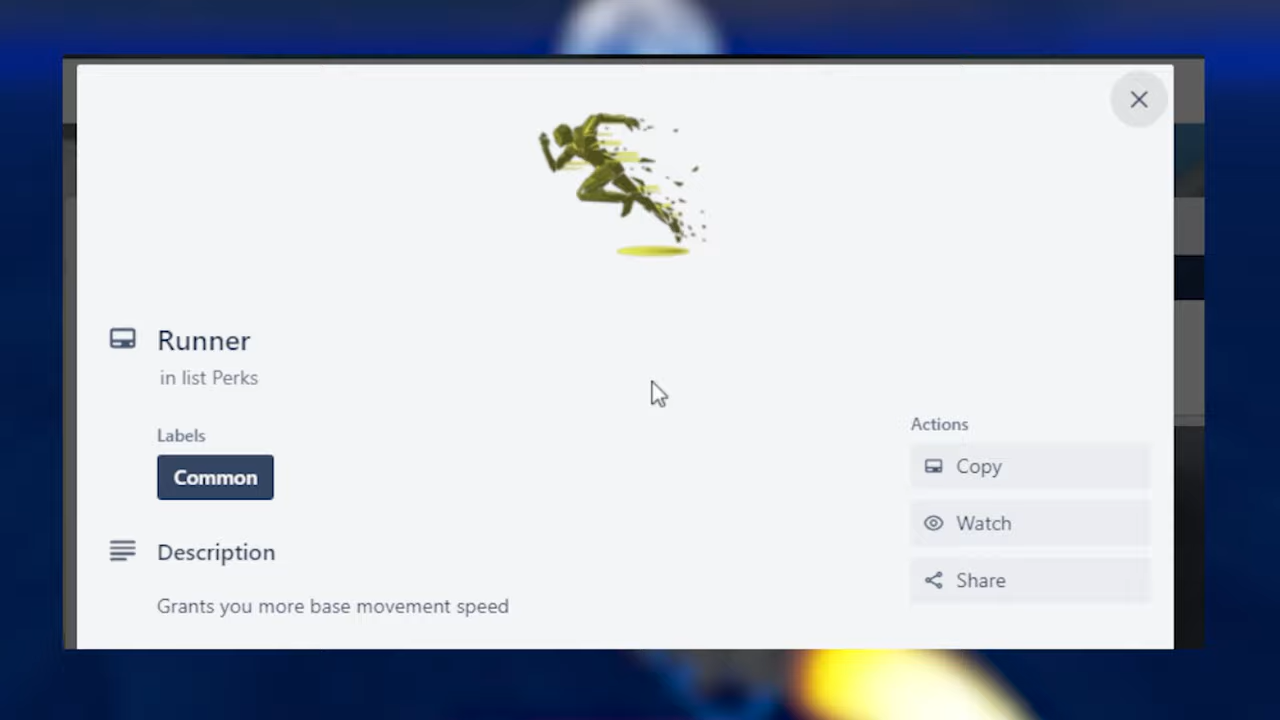 Runner
in list Perks
Labels
Common
Description
Grants you more base movement speed
Actions
Copy
Watch
Share